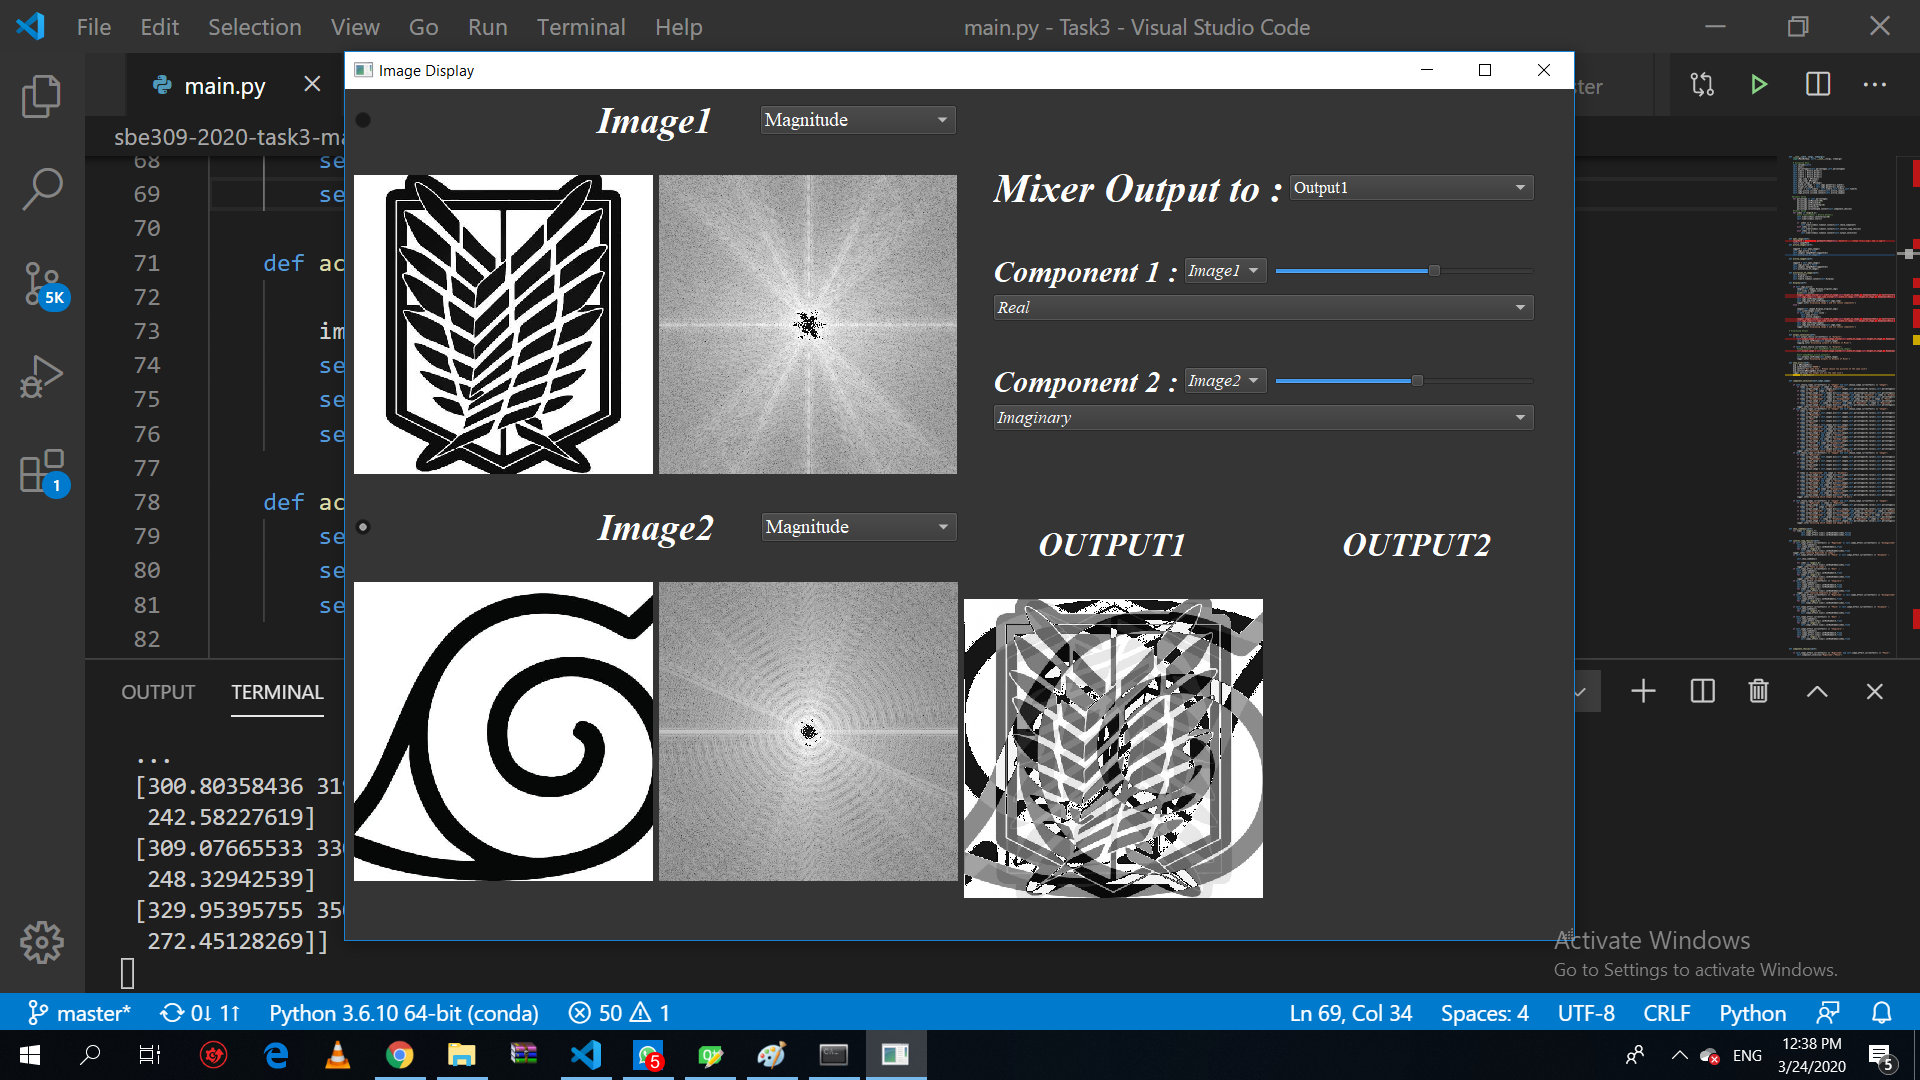 File Edit Selection View Go Run Terminal Help
main.py - Task3 - Visual Studio Code
main.py
sbe309-2020-task3-ma
Image Display
Image1
Magnitude
Mixer Output to :
Output1
Component 1 :
Image1
Real
Component 2 :
Image2
Imaginary
Image2
Magnitude
OUTPUT1
OUTPUT2
68 se
69 se
70
71 def ac
72
73 im
74 se
75 se
76 se
77
78 def ac
79 se
80 se
81 se
82
5K
1
OUTPUT TERMINAL
...
[300.80358436 31
242.58227619]
[309.07665533 33
248.32942539]
[329.95395755 35
272.45128269]]
Activate Windows
Go to Settings to activate Windows.
master* 0↓ 1↑ Python 3.6.10 64-bit (conda) 50 1
Ln 69, Col 34 Spaces: 4 UTF-8 CRLF Python
5
ENG
12:38 PM
3/24/2020
5